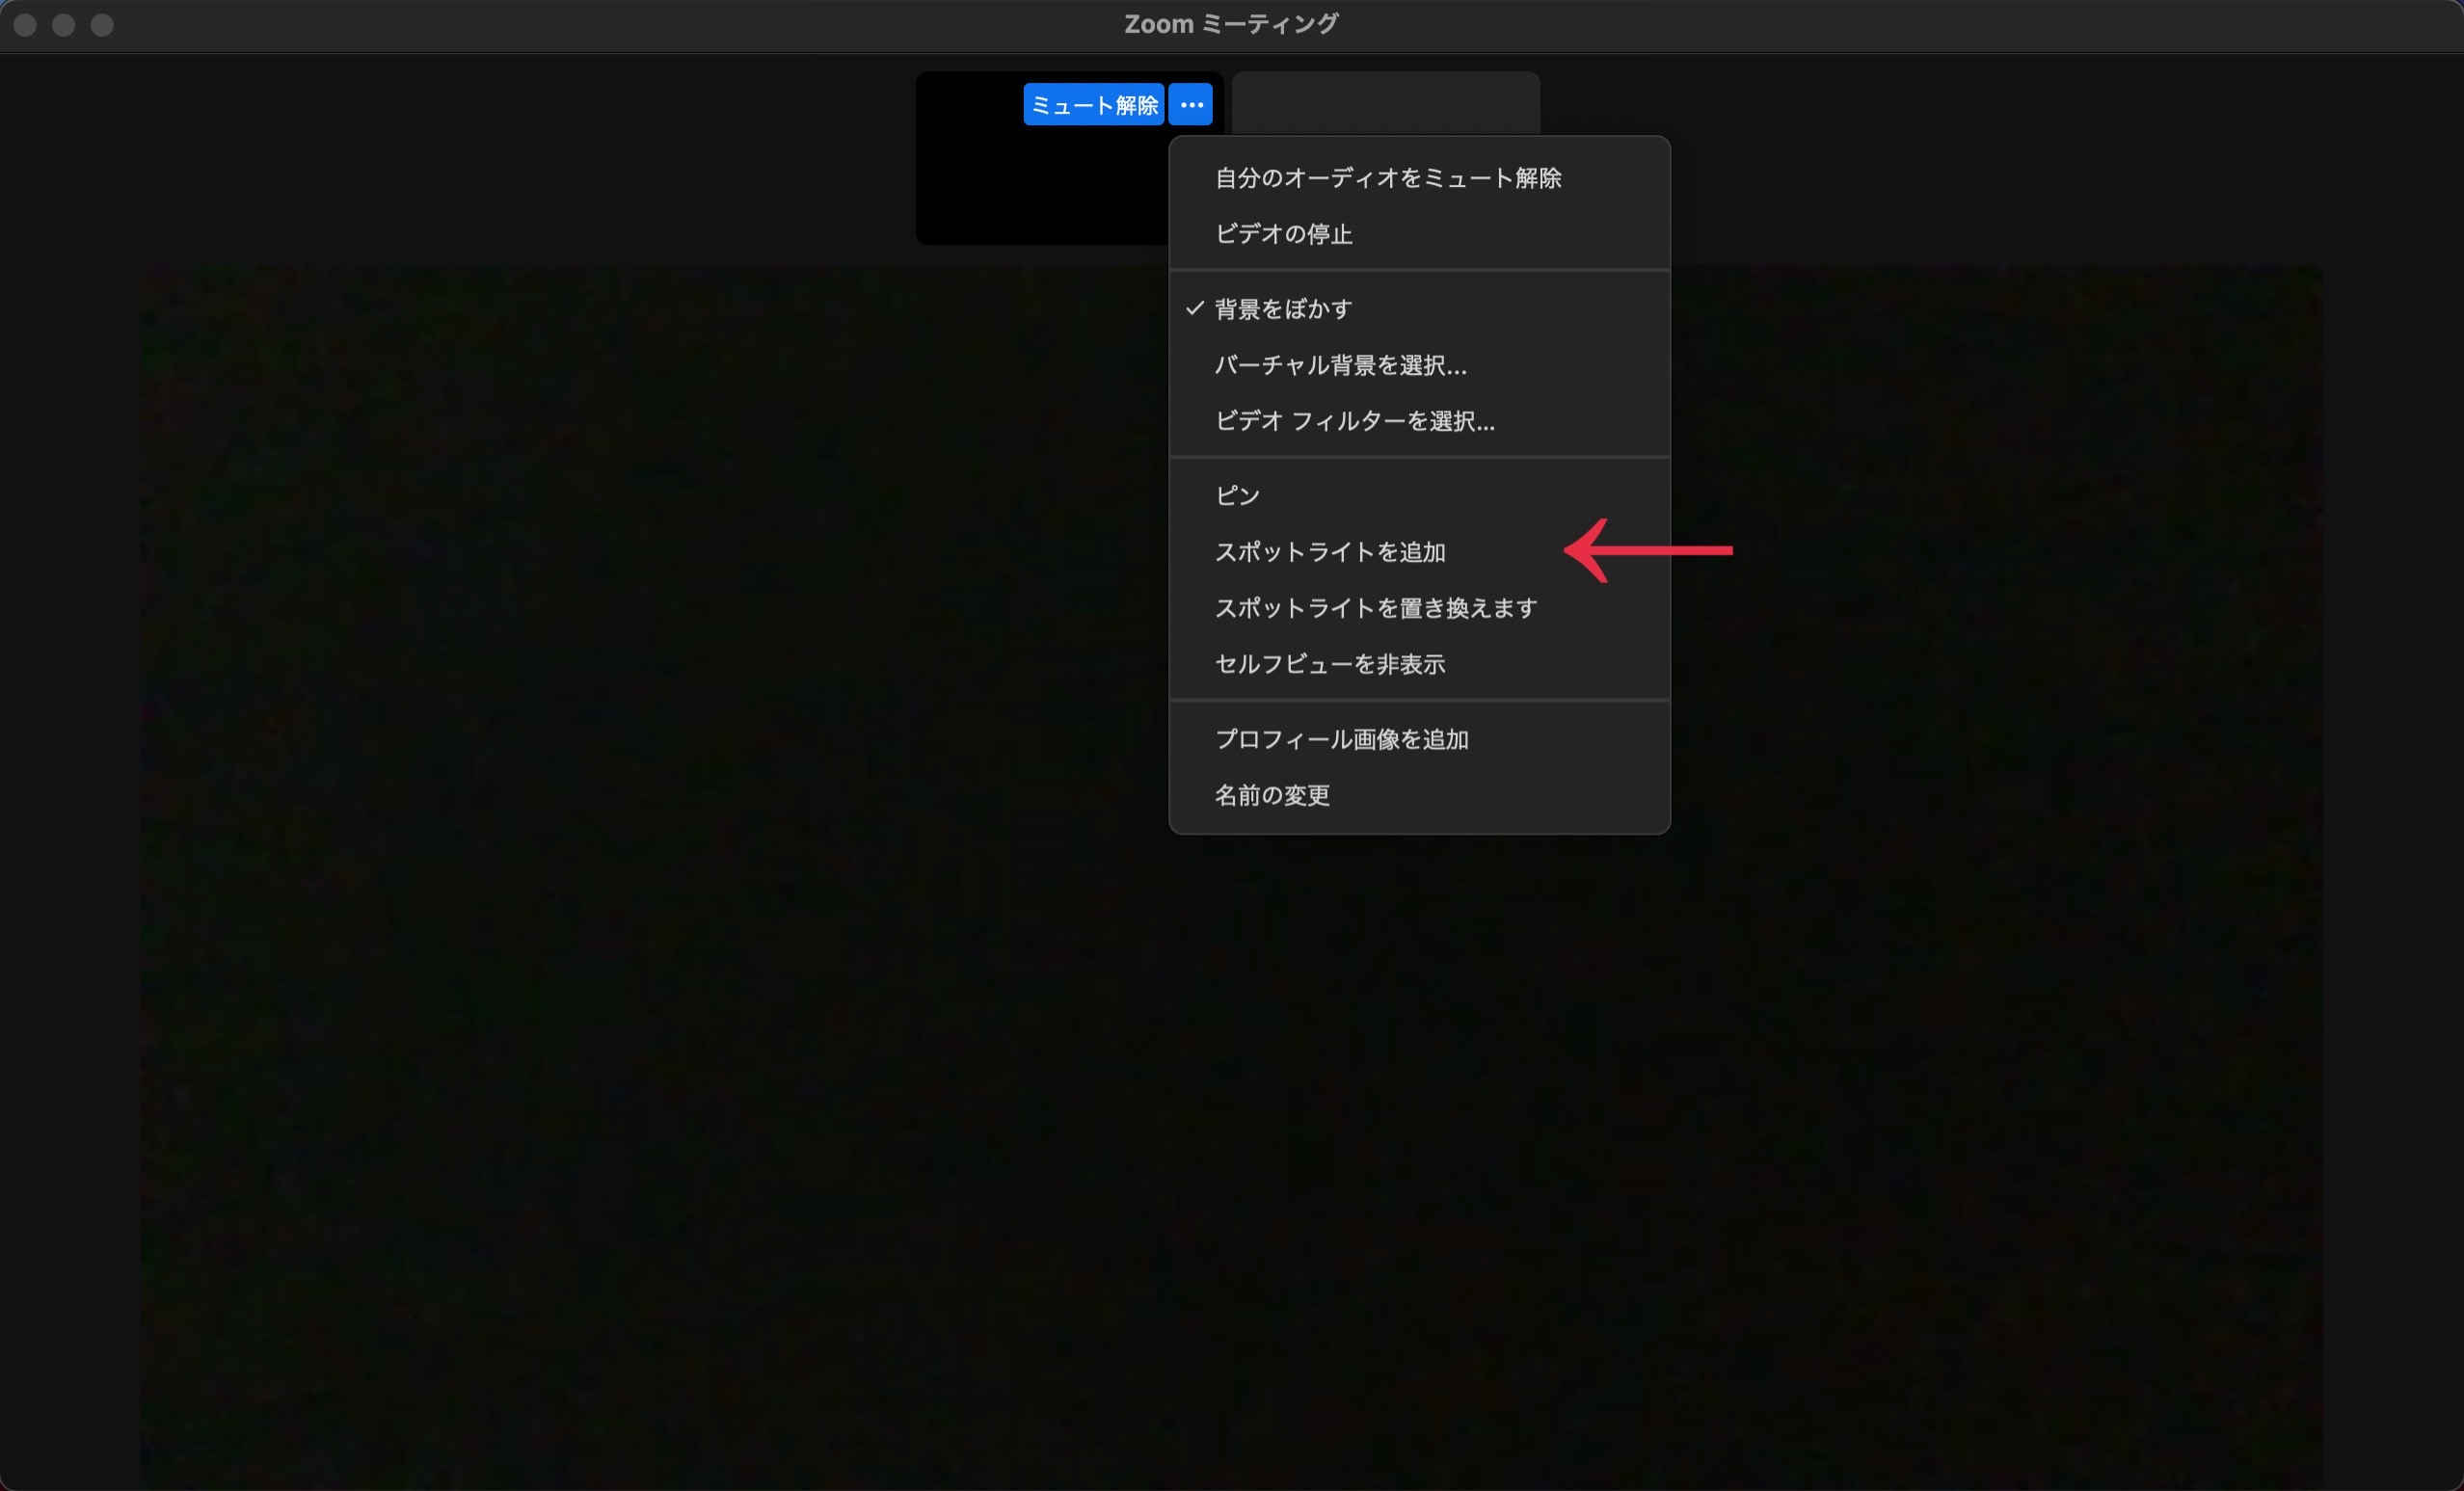 Zoom ミーティング
ミュート解除
自分のオーディオをミュート解除
ビデオの停止
背景をぼかす
バーチャル背景を選択...
ビデオ フィルターを選択...
ピン
スポットライトを追加
スポットライトを置き換えます
セルフビューを非表示
プロフィール画像を追加
名前の変更